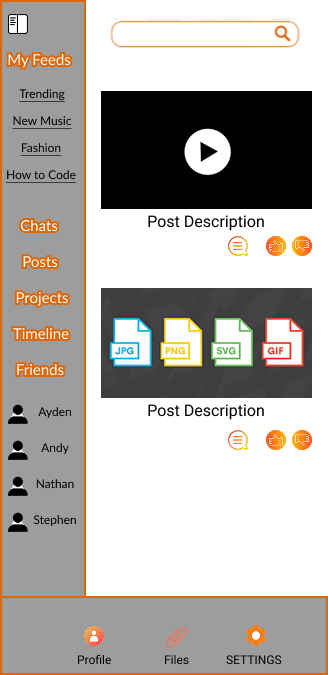 My Feeds
Trending
New Music
Fashion
How to Code
Chats
Posts
Projects
Timeline
Friends
Ayden
Andy
Nathan
Stephen
Post Description
JPG PNG SVG GIF
Post Description
Profile Files SETTINGS